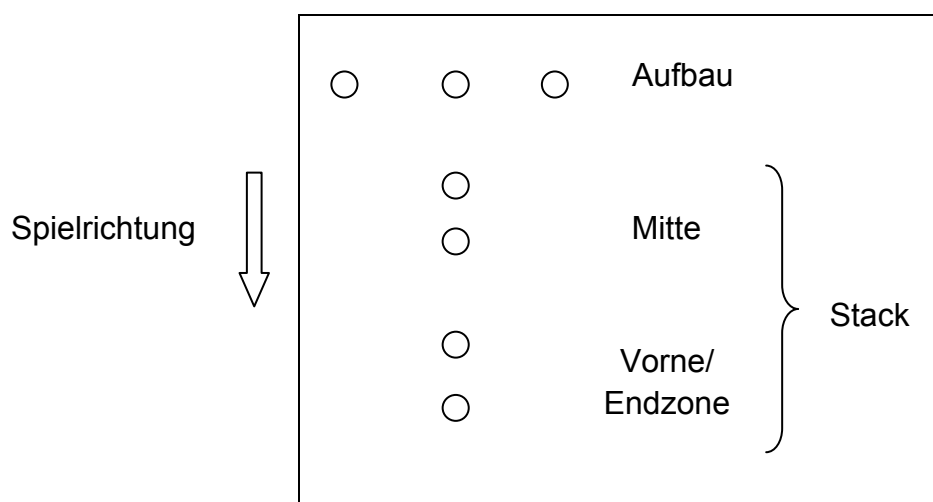 Aufbau
Spielrichtung
Mitte
Stack
Vorne/
Endzone